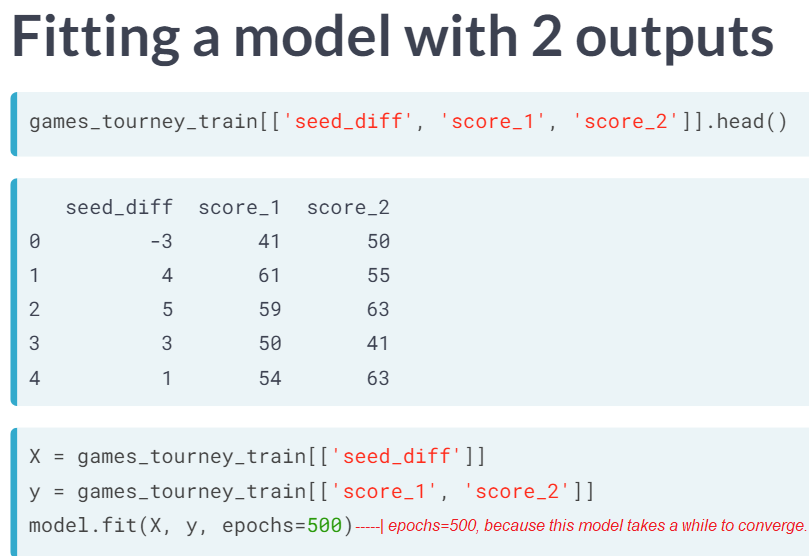 Fitting a model with 2 outputs
games_tourney_train[['seed_diff', 'score_1', 'score_2']].head()
seed_diff score_1 score_2
0 -3 41 50
1 4 61 55
2 5 59 63
3 3 50 41
4 1 54 63
X = games_tourney_train[['seed_diff']]
y = games_tourney_train[['score_1', 'score_2']]
model.fit(X, y, epochs=500)-----| epochs=500, because this model takes a while to converge.